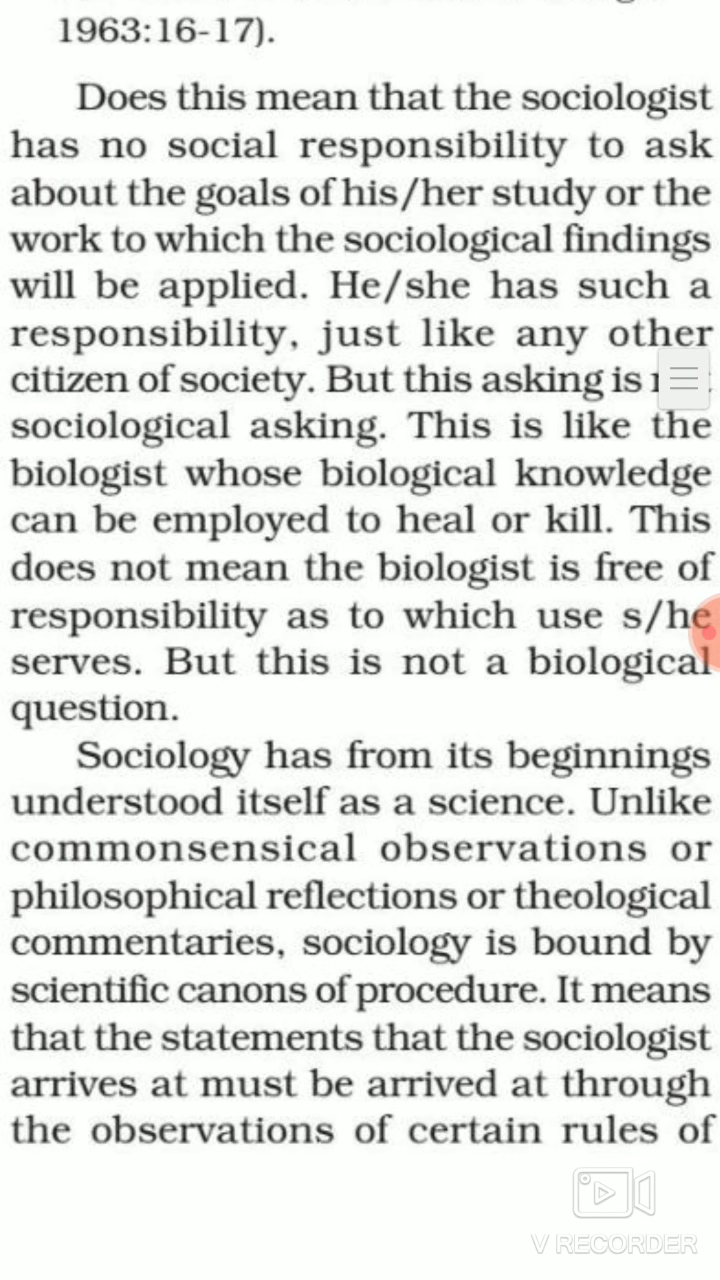 1963:16-17).
Does this mean that the sociologist
has no social responsibility to ask
about the goals of his/her study or the
work to which the sociological findings
will be applied. He/she has such a
responsibility, just like any other
citizen of society. But this asking is
sociological asking. This is like the
biologist whose biological knowledge
can be employed to heal or kill. This
does not mean the biologist is free of
responsibility as to which use s/he
serves. But this is not a biological
question.
Sociology has from its beginnings
understood itself as a science. Unlike
commonsensical observations or
philosophical reflections or theological
commentaries, sociology is bound by
scientific canons of procedure. It means
that the statements that the sociologist
arrives at must be arrived at through
the observations of certain rules of
V RECORDER